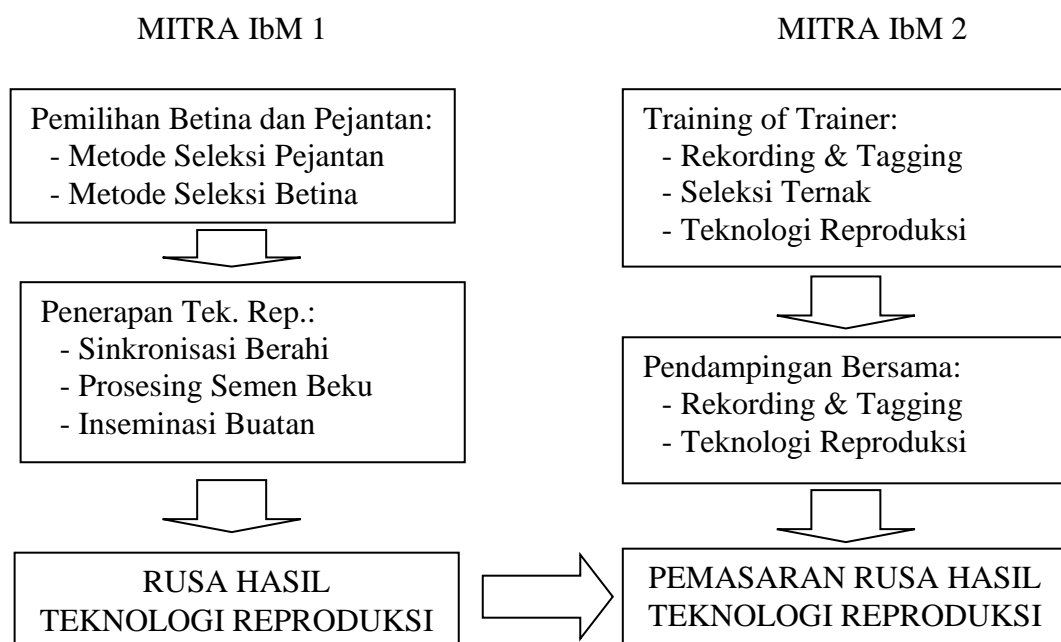 MITRA IbM 1
Pemilihan Betina dan Pejantan:
- Metode Seleksi Pejantan
- Metode Seleksi Betina
Penerapan Tek. Rep.:
- Sinkronisasi Berahi
- Prosesing Semen Beku
- Inseminasi Buatan
RUSA HASIL
TEKNOLOGI REPRODUKSI
MITRA IbM 2
Training of Trainer:
- Rekording & Tagging
- Seleksi Ternak
- Teknologi Reproduksi
Pendampingan Bersama:
- Rekording & Tagging
- Teknologi Reproduksi
PEMASARAN RUSA HASIL
TEKNOLOGI REPRODUKSI